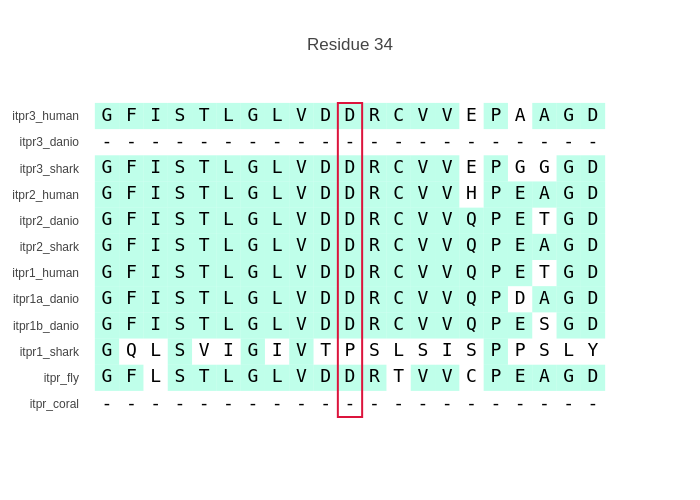 Residue 34
itpr3_human G F I S T L G L V D D R C V V E P A A G D
itpr3_danio - - - - - - - - - - - - - - - - - - - - -
itpr3_shark G F I S T L G L V D D R C V V E P G G G D
itpr2_human G F I S T L G L V D D R C V V H P E A G D
itpr2_danio G F I S T L G L V D D R C V V Q P E T G D
itpr2_shark G F I S T L G L V D D R C V V Q P E A G D
itpr1_human G F I S T L G L V D D R C V V Q P E T G D
itpr1a_danio G F I S T L G L V D D R C V V Q P D A G D
itpr1b_danio G F I S T L G L V D D R C V V Q P E S G D
itpr1_shark G Q L S V I G I V T P S L S I S P P S L Y
itpr_fly G F L S T L G L V D D R T V V C P E A G D
itpr_coral - - - - - - - - - - - - - - - - - - - - -